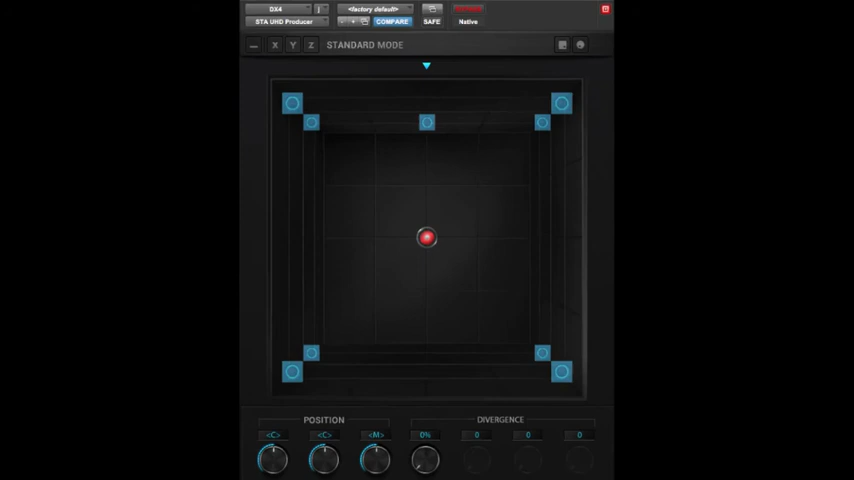 DX4 j <factory default>
STA UHD Producer - + COMPARE SAFE Native
X Y Z STANDARD MODE
POSITION DIVERGENCE
<C> <C> <M> 0% 0 0 0